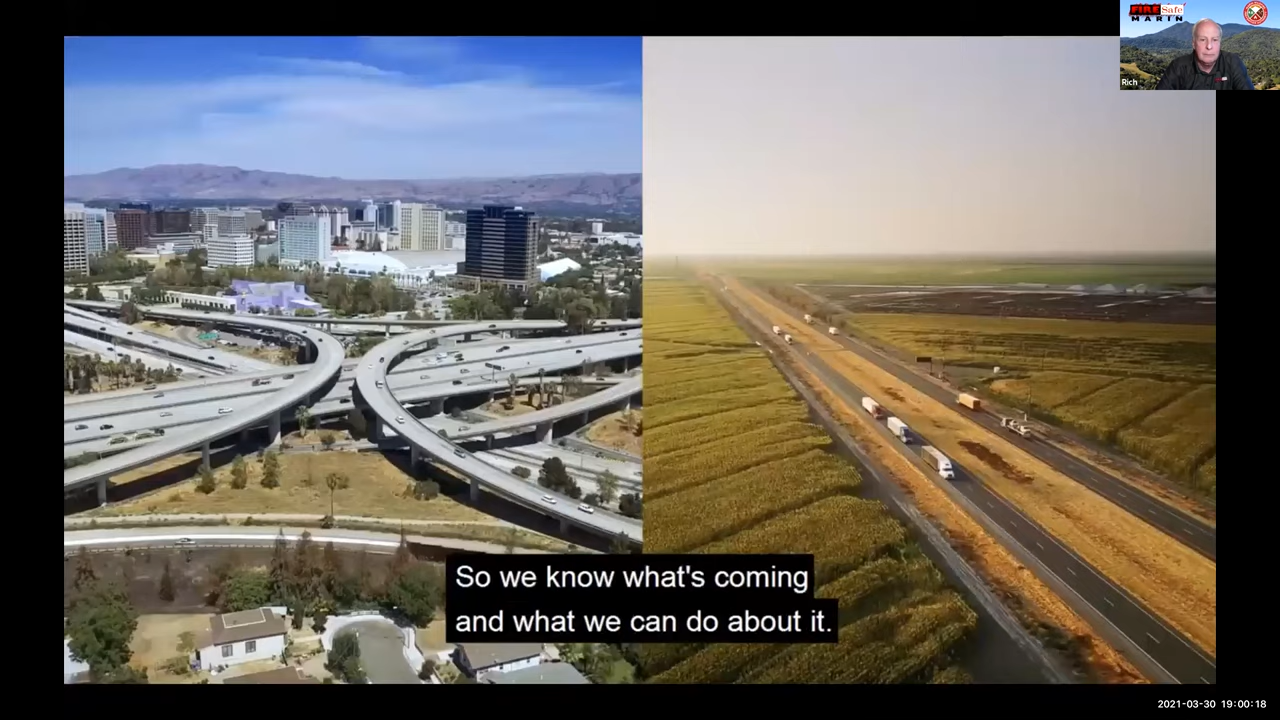 FIRE Safe
MARIN
Rich
So we know what's coming
and what we can do about it.
2021-03-30 19:00:18